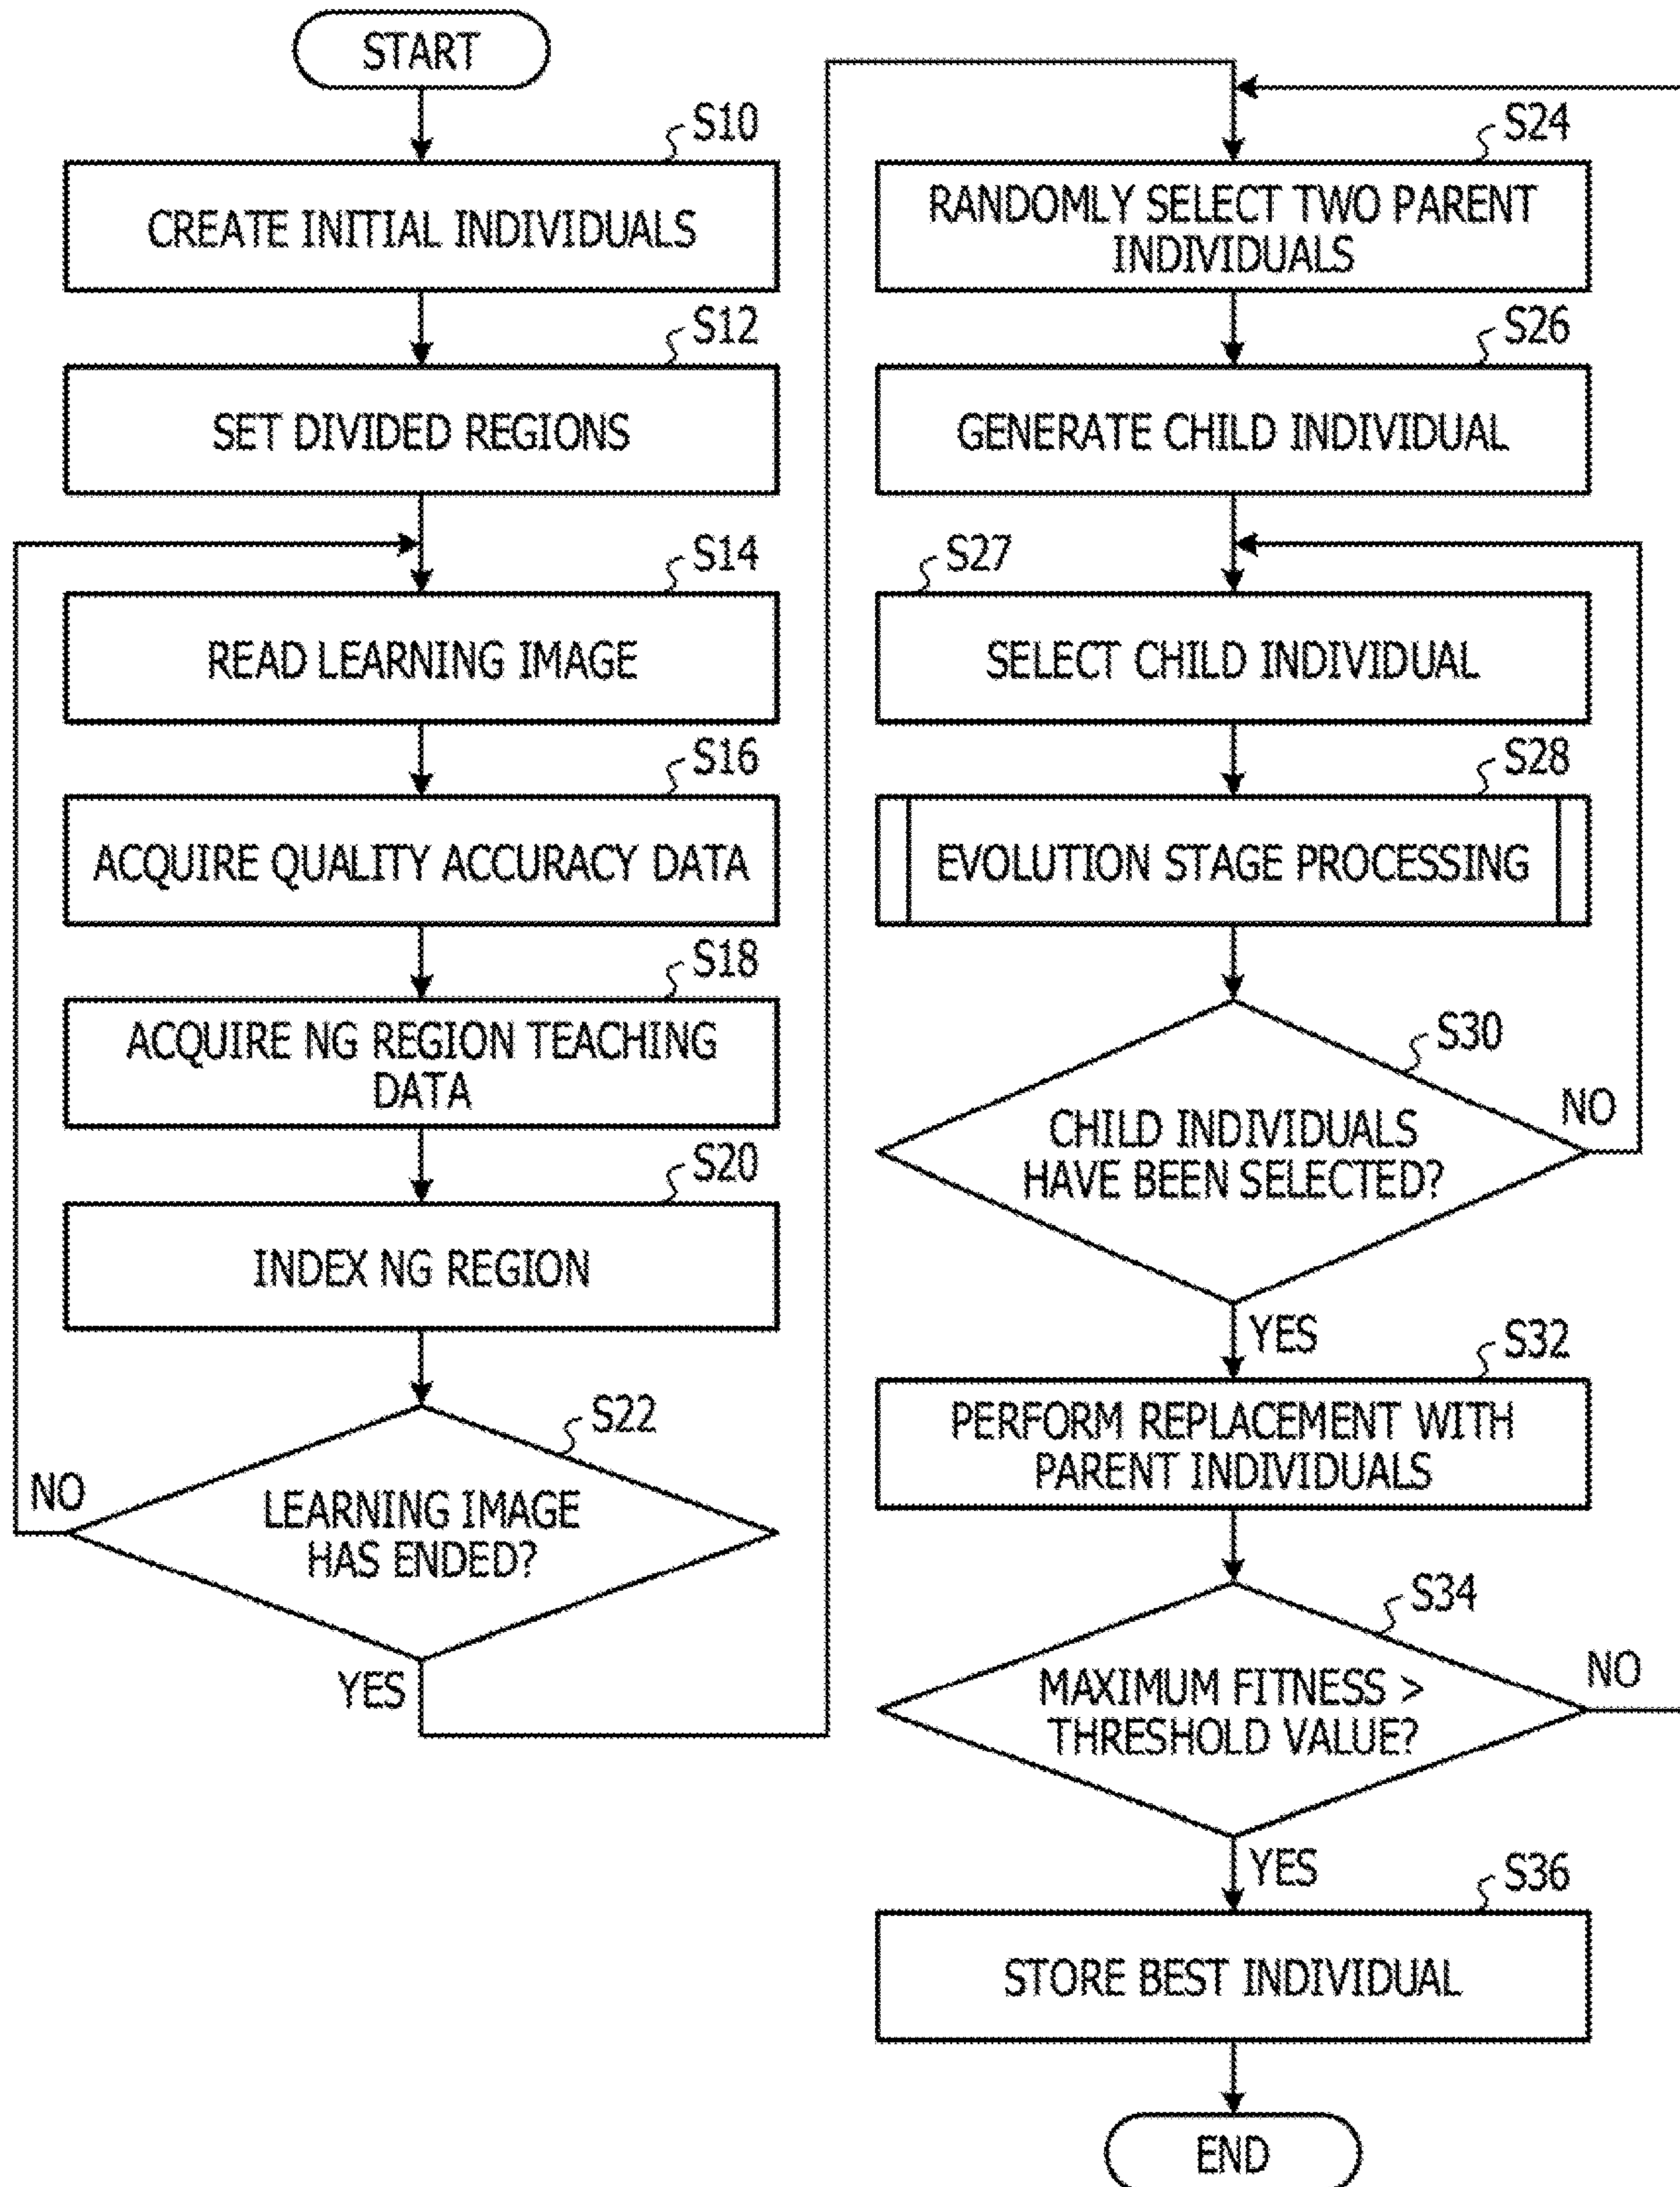 START
S10
CREATE INITIAL INDIVIDUALS
S12
SET DIVIDED REGIONS
S14
READ LEARNING IMAGE
S16
ACQUIRE QUALITY ACCURACY DATA
S18
ACQUIRE NG REGION TEACHING
DATA
S20
INDEX NG REGION
S22
NO
LEARNING IMAGE
HAS ENDED?
YES
S24
RANDOMLY SELECT TWO PARENT
INDIVIDUALS
S26
GENERATE CHILD INDIVIDUAL
S27
SELECT CHILD INDIVIDUAL
S28
EVOLUTION STAGE PROCESSING
S30
NO
CHILD INDIVIDUALS
HAVE BEEN SELECTED?
YES
S32
PERFORM REPLACEMENT WITH
PARENT INDIVIDUALS
S34
NO
MAXIMUM FITNESS >
THRESHOLD VALUE?
YES
S36
STORE BEST INDIVIDUAL
END